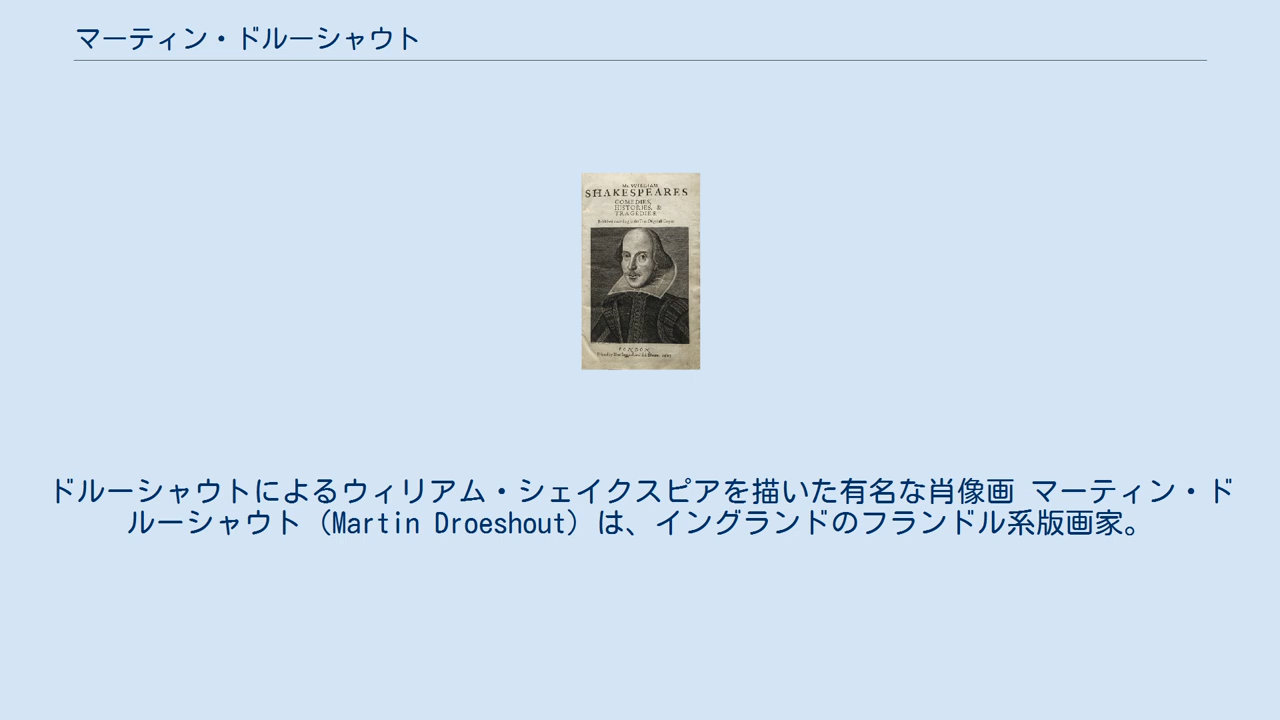 マーティン・ドルーシャウト
Mr. WILLIAM
SHAKESPEARES
COMEDIES,
HISTORIES, &
TRAGEDIES
LONDON
ドルーシャウトによるウィリアム・シェイクスピアを描いた有名な肖像画 マーティン・ド
ルーシャウト（Martin Droeshout）は、イングランドのフランドル系版画家。